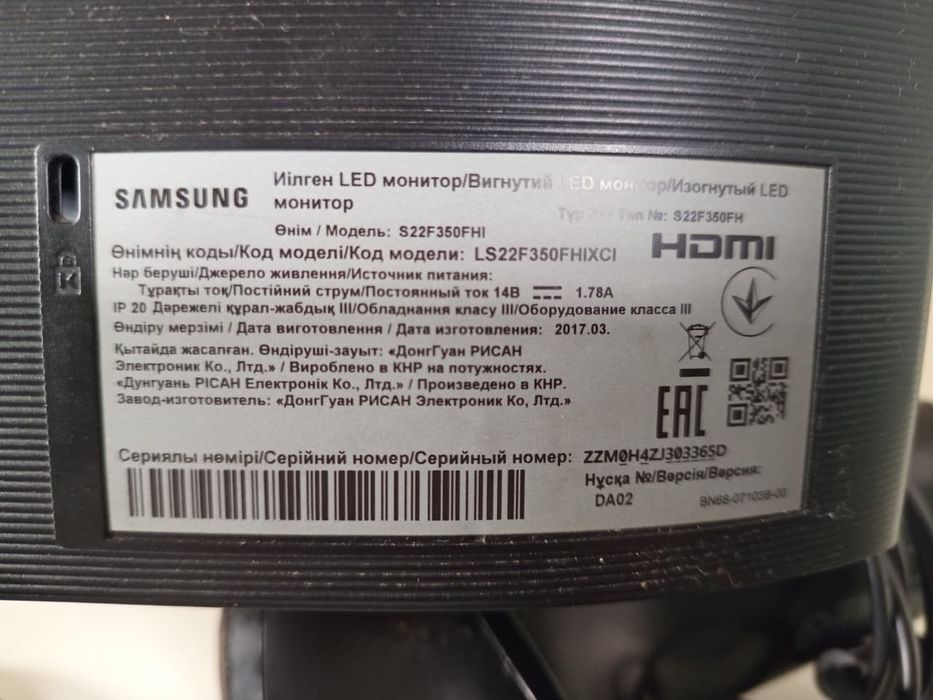 SAMSUNG
Иілген LED монитор/Вигнутий LED монитор/Изогнутый LED
монитор
Тип №: S22F350FH
Өнім / Модель: S22F350FHI
HDMI
Өнімнің коды/Код моделі/Код модели: LS22F350FHIXCI
Нәр беруші/Джерело живлення/Источник питания:
Тұрақты тоқ/Постійний струм/Постоянный ток 14В 1.78A
IP 20 Дәрежелі құрал-жабдық III/Обладнання класу III/Оборудование класса III
Өндіру мерзімі / Дата виготовлення / Дата изготовления: 2017.03.
Қытайда жасалған. Өндіруші-зауыт: «ДонгГуан РИСАН
Электроник Ко., Лтд.» / Вироблено в КНР на потужностях.
«Дунгуань РІСАН Електронік Ко., Лтд.» / Произведено в КНР.
Завод-изготовитель: «ДонгГуан РИСАН Электроник Ко, Лтд.»
EAC
Сериялы нөмірі/Серійний номер/Серийный номер: ZZM0H4ZJ303365D
Нұсқа №/Версія/Версия:
DA02
BN68-07103B-00
K